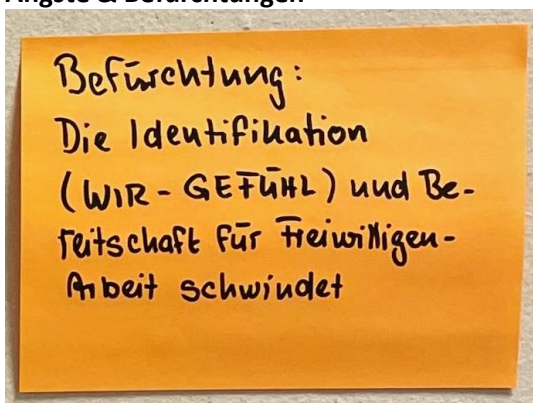 Ängste & Befürchtungen
Befürchtung:
Die Identifikation
(WIR-GEFÜHL) und Be-
reitschaft für Freiwilligen-
Arbeit schwindet